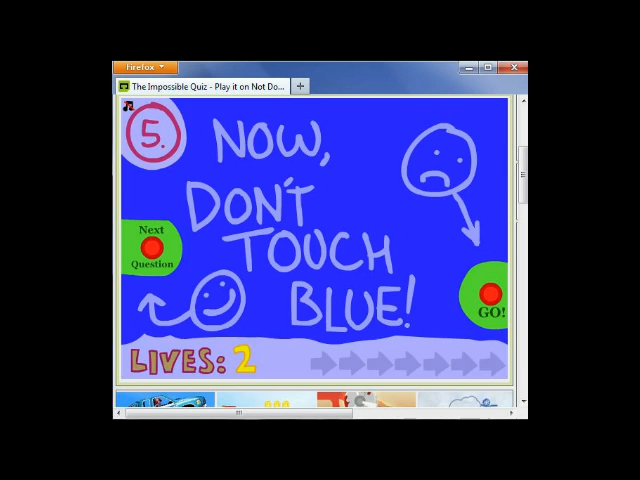 Firefox
The Impossible Quiz - Play it on Not Do...
5.
NOW,
DON'T
TOUCH
BLUE!
Next
Question
GO!
LIVES: 2